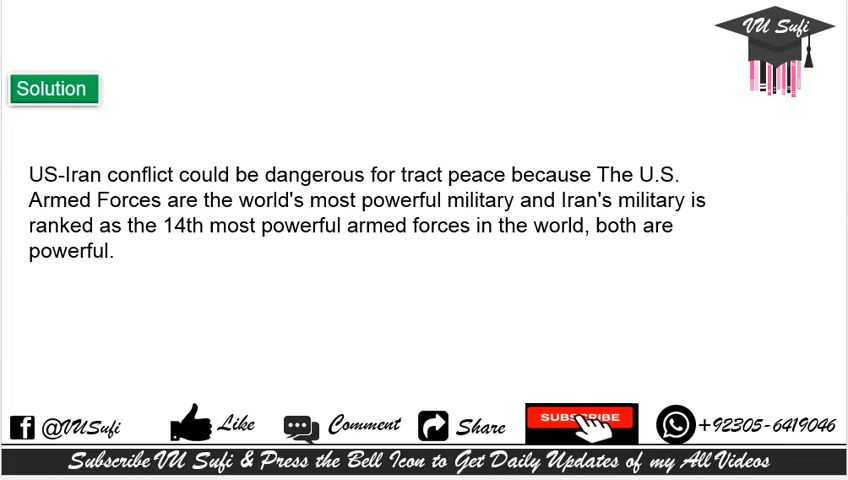 VU Sufi
Solution
US-Iran conflict could be dangerous for tract peace because The U.S.
Armed Forces are the world's most powerful military and Iran's military is
ranked as the 14th most powerful armed forces in the world, both are
powerful.
@VUSufi
Like
Comment
Share
SUBSCRIBE
+92305-6419046
Subscribe VU Sufi & Press the Bell Icon to Get Daily Updates of my All Videos